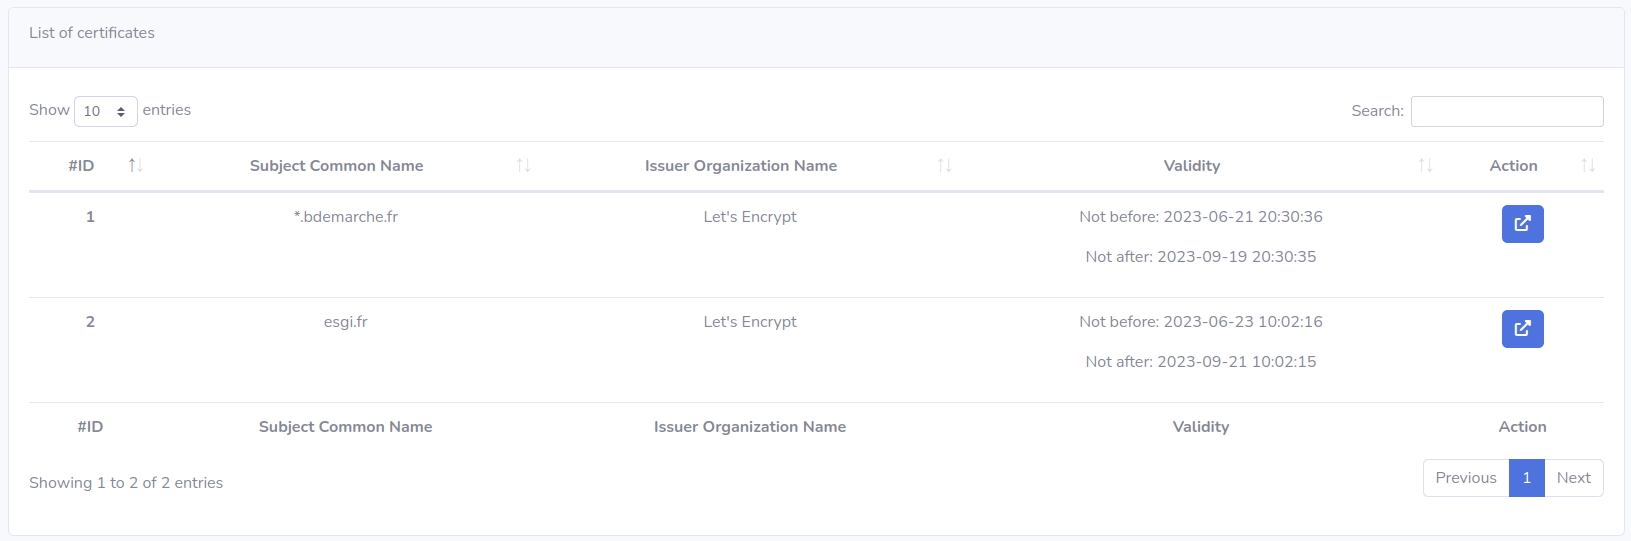 List of certificates
Show 10 entries Search:
#ID Subject Common Name Issuer Organization Name Validity Action
1 *.bdemarche.fr Let's Encrypt Not before: 2023-06-21 20:30:36
Not after: 2023-09-19 20:30:35
2 esgi.fr Let's Encrypt Not before: 2023-06-23 10:02:16
Not after: 2023-09-21 10:02:15
#ID Subject Common Name Issuer Organization Name Validity Action
Showing 1 to 2 of 2 entries Previous 1 Next